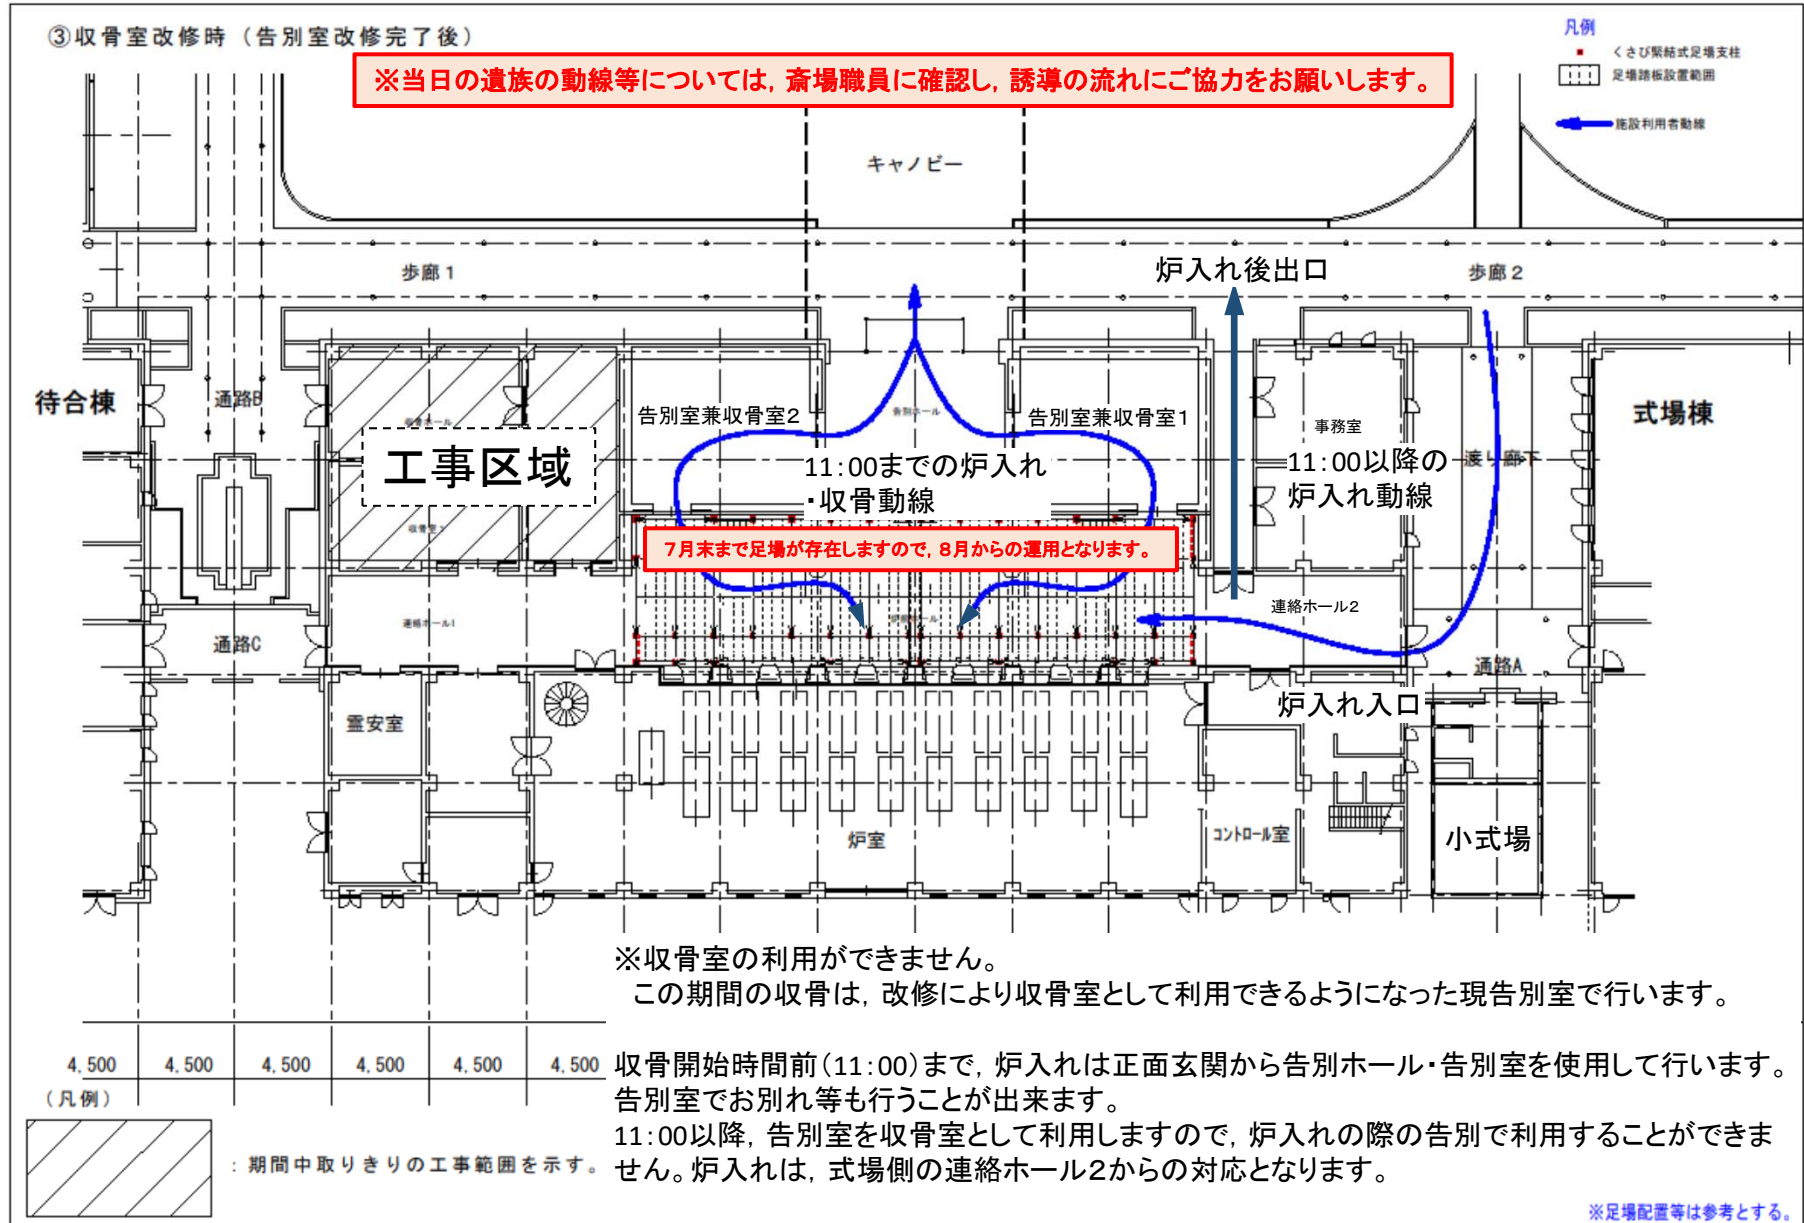 ③収骨室改修時（告別室改修完了後）
※当日の遺族の動線等については，斎場職員に確認し，誘導の流れにご協力をお願いします。
凡例
くさび緊結式足場支柱
足場踏板設置範囲
施設利用者動線
キャノピー
歩廊１
炉入れ後出口
歩廊２
待合棟
通路B
収骨ホール
告別室兼収骨室2
告別ホール
告別室兼収骨室1
事務室
式場棟
工事区域
11:00までの炉入れ
・収骨動線
11:00以降の
炉入れ動線
渡り廊下
7月末まで足場が存在しますので，8月からの運用となります。
連絡ホール1
連絡ホール2
通路C
通路A
炉入れ入口
霊安室
炉室
コントロール室
小式場
※収骨室の利用ができません。
この期間の収骨は，改修により収骨室として利用できるようになった現告別室で行います。
4,500 4,500 4,500 4,500 4,500 4,500
収骨開始時間前（11:00）まで，炉入れは正面玄関から告別ホール・告別室を使用して行います。
告別室でお別れ等も行うことが出来ます。
11:00以降，告別室を収骨室として利用しますので，炉入れの際の告別で利用することができま
せん。炉入れは，式場側の連絡ホール２からの対応となります。
（凡例）
：期間中取りきりの工事範囲を示す。
※足場配置等は参考とする。